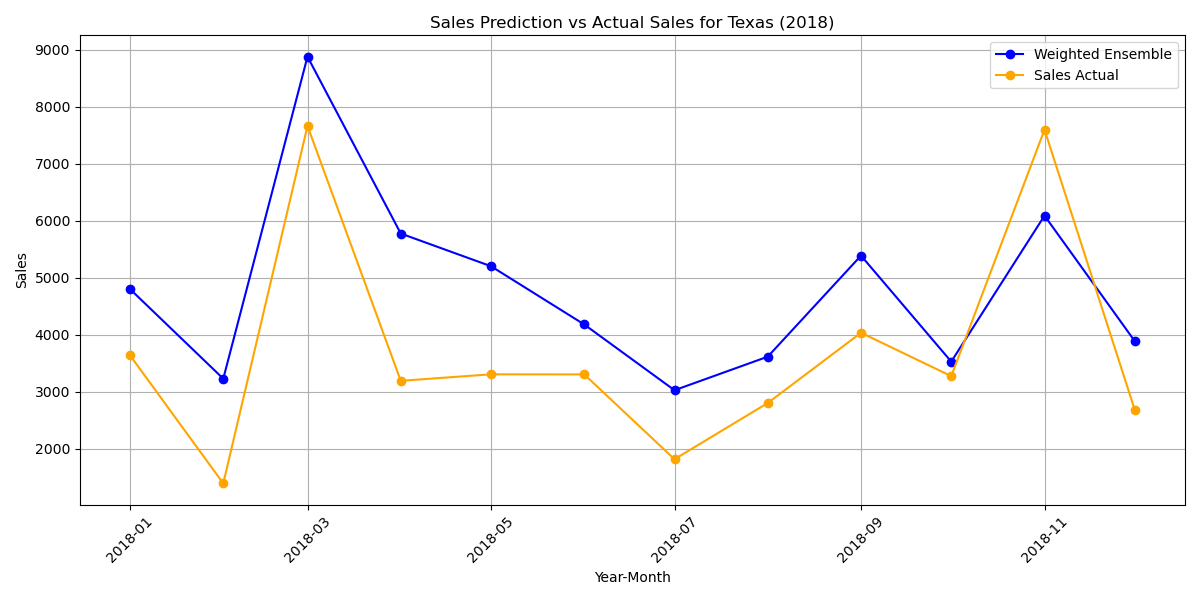 Sales Prediction vs Actual Sales for Texas (2018)
Weighted Ensemble
Sales Actual
Sales
9000
8000
7000
6000
5000
4000
3000
2000
2018-01
2018-03
2018-05
2018-07
2018-09
2018-11
Year-Month